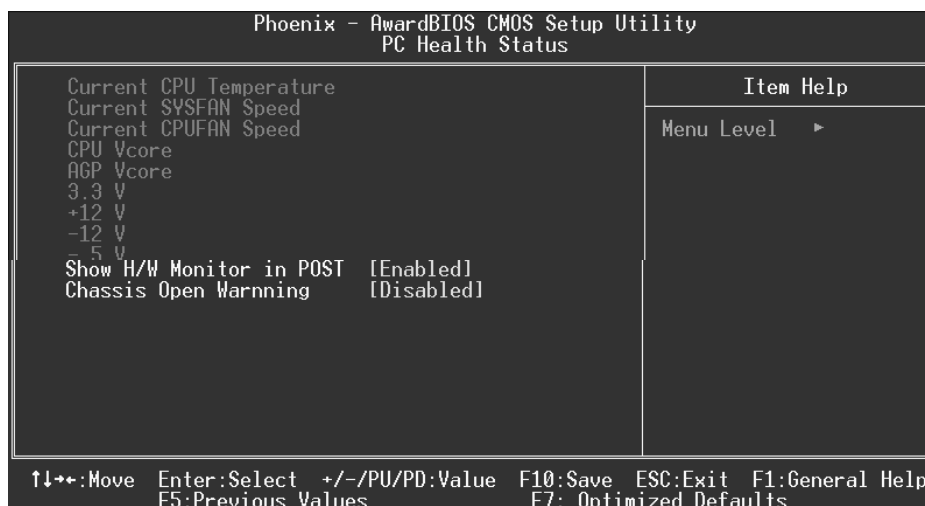 Phoenix - AwardBIOS CMOS Setup Utility
PC Health Status
Current CPU Temperature
Current SYSFAN Speed
Current CPUFAN Speed
CPU Vcore
AGP Vcore
3.3 V
+12 V
-12 V
- 5 V
Show H/W Monitor in POST [Enabled]
Chassis Open Warnning [Disabled]
Item Help
Menu Level ►
↑↓→←:Move Enter:Select +/-/PU/PD:Value F10:Save ESC:Exit F1:General Help
F5:Previous Values F7: Optimized Defaults